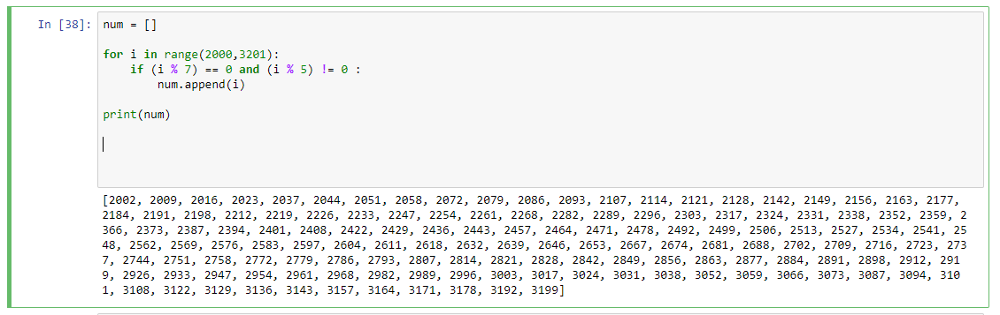 In [38]: num = []
for i in range(2000,3201):
if (i % 7) == 0 and (i % 5) != 0 :
num.append(i)
print(num)
[2002, 2009, 2016, 2023, 2037, 2044, 2051, 2058, 2072, 2079, 2086, 2093, 2107, 2114, 2121, 2128, 2142, 2149, 2156, 2163, 2177,
2184, 2191, 2198, 2212, 2219, 2226, 2233, 2247, 2254, 2261, 2268, 2282, 2289, 2296, 2303, 2317, 2324, 2331, 2338, 2352, 2359, 2
366, 2373, 2387, 2394, 2401, 2408, 2422, 2429, 2436, 2443, 2457, 2464, 2471, 2478, 2492, 2499, 2506, 2513, 2527, 2534, 2541, 25
48, 2562, 2569, 2576, 2583, 2597, 2604, 2611, 2618, 2632, 2639, 2646, 2653, 2667, 2674, 2681, 2688, 2702, 2709, 2716, 2723, 273
7, 2744, 2751, 2758, 2772, 2779, 2786, 2793, 2807, 2814, 2821, 2828, 2842, 2849, 2856, 2863, 2877, 2884, 2891, 2898, 2912, 291
9, 2926, 2933, 2947, 2954, 2961, 2968, 2982, 2989, 2996, 3003, 3017, 3024, 3031, 3038, 3052, 3059, 3066, 3073, 3087, 3094, 310
1, 3108, 3122, 3129, 3136, 3143, 3157, 3164, 3171, 3178, 3192, 3199]